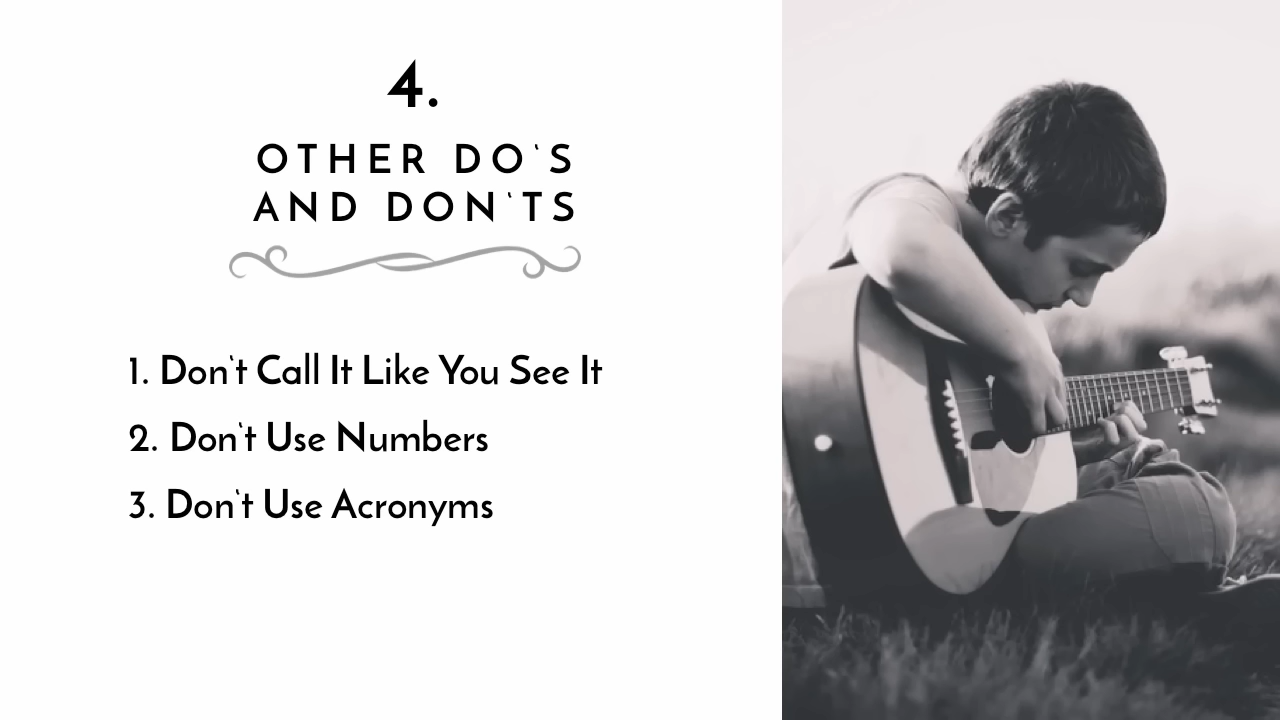 4.
OTHER DO‛S
AND DON‛TS
1. Don‛t Call It Like You See It
2. Don‛t Use Numbers
3. Don‛t Use Acronyms